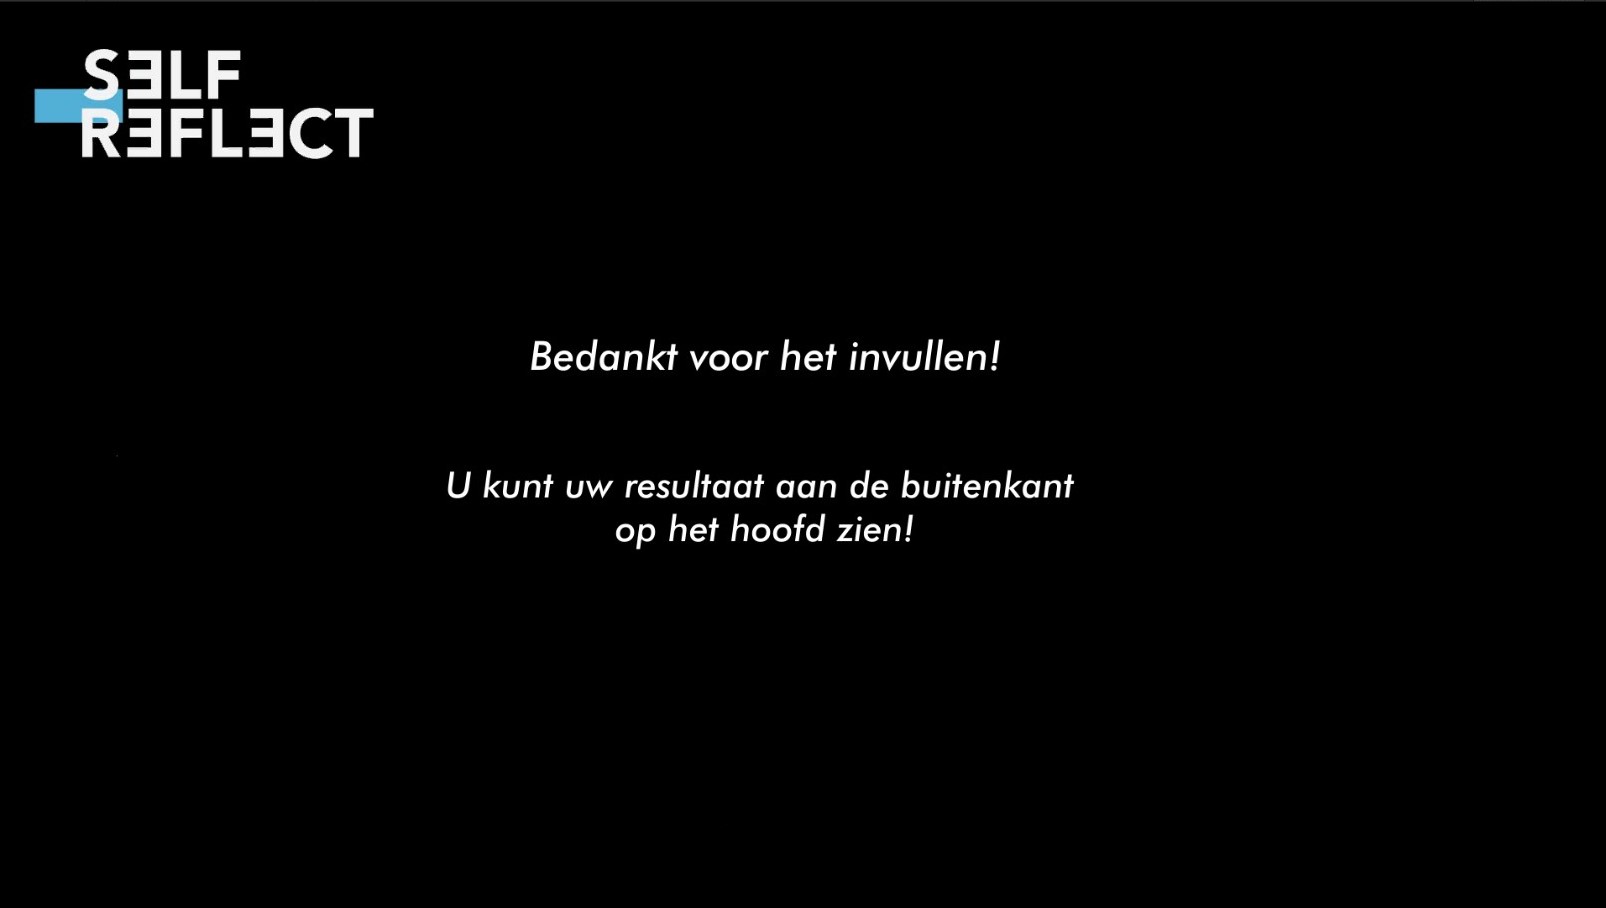 SELF
REFLECT
Bedankt voor het invullen!
U kunt uw resultaat aan de buitenkant
op het hoofd zien!